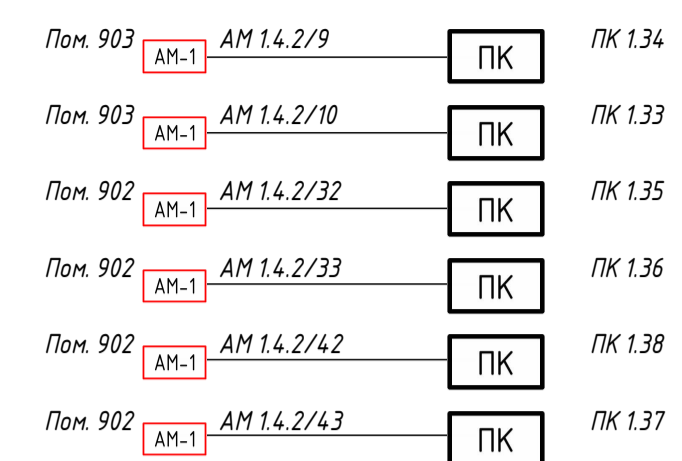 Пом. 903 АМ-1 АМ 1.4.2/9 ПК ПК 1.34
Пом. 903 АМ-1 АМ 1.4.2/10 ПК ПК 1.33
Пом. 902 АМ-1 АМ 1.4.2/32 ПК ПК 1.35
Пом. 902 АМ-1 АМ 1.4.2/33 ПК ПК 1.36
Пом. 902 АМ-1 АМ 1.4.2/42 ПК ПК 1.38
Пом. 902 АМ-1 АМ 1.4.2/43 ПК ПК 1.37